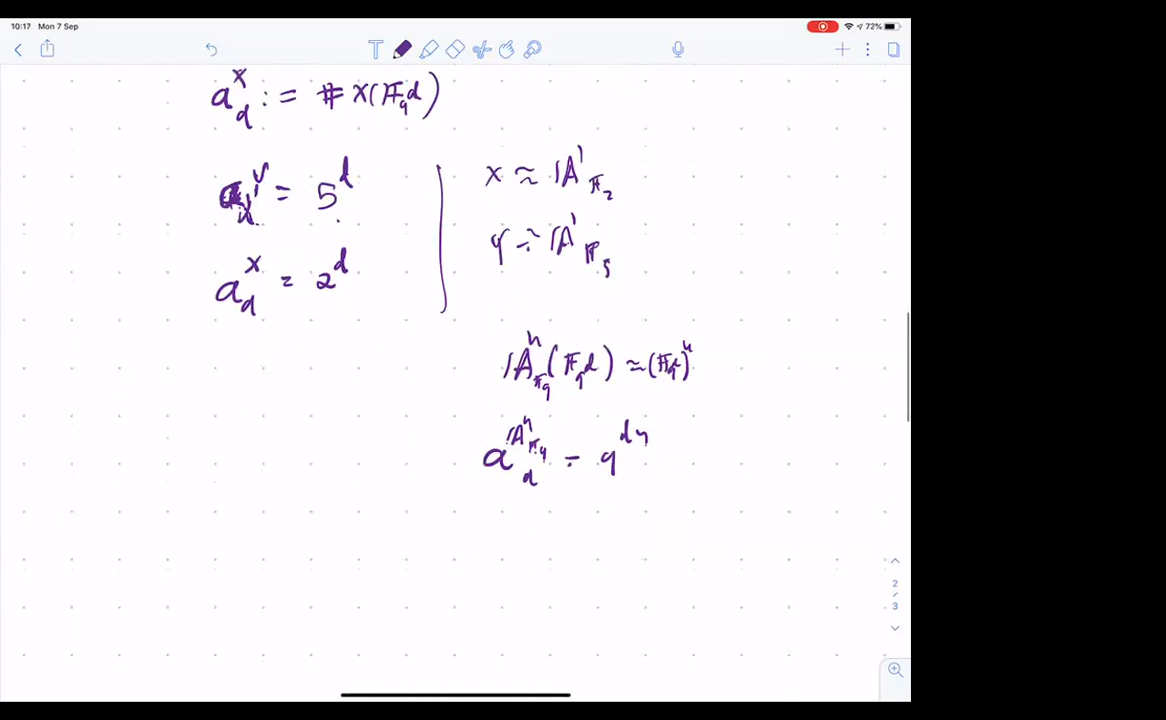 10:17 Mon 7 Sep
72%
a_d^X := # X(𝔽_{q^d})
= 5^d
a_d^X = 2^d
X ≈ 𝔸^1_{𝔽_2}
Y ≈ 𝔸^1_{𝔽_5}
𝔸^n_{𝔽_q}(𝔽_{q^d}) ≈ (𝔽_{q^d})^n
a_d^{𝔸^n_{𝔽_q}} = q^{dn}
2
/
3